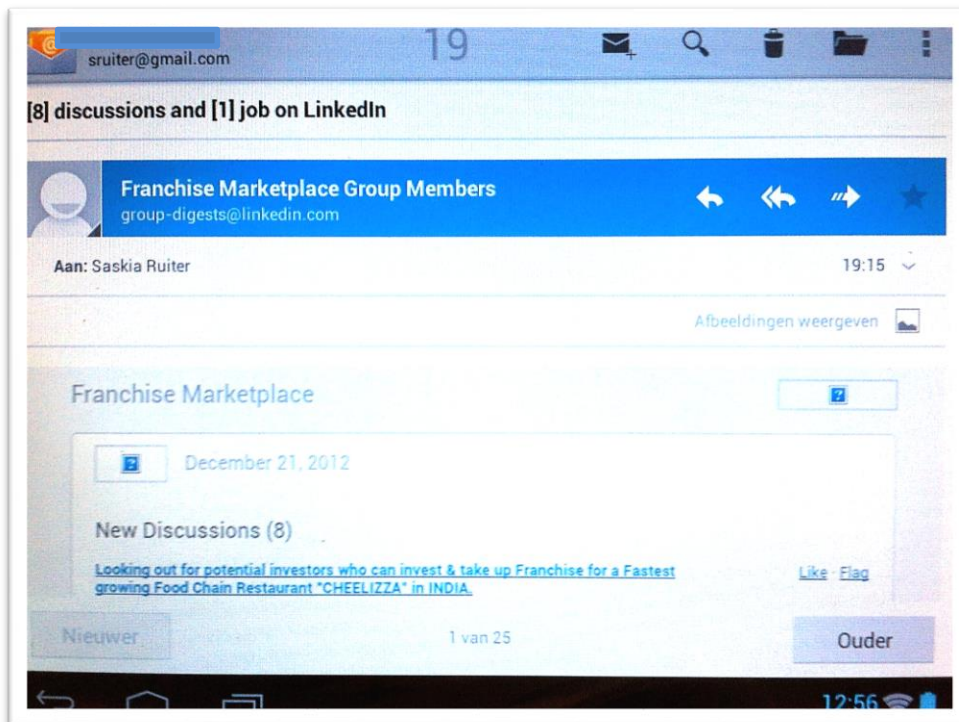 sruiter@gmail.com
19
[8] discussions and [1] job on LinkedIn
Franchise Marketplace Group Members
group-digests@linkedin.com
Aan: Saskia Ruiter
19:15
Afbeeldingen weergeven
Franchise Marketplace
December 21, 2012
New Discussions (8)
Looking out for potential investors who can invest & take up Franchise for a Fastest
growing Food Chain Restaurant "CHEELIZZA" in INDIA.
Like · Flag
Nieuwer
1 van 25
Ouder
12:56